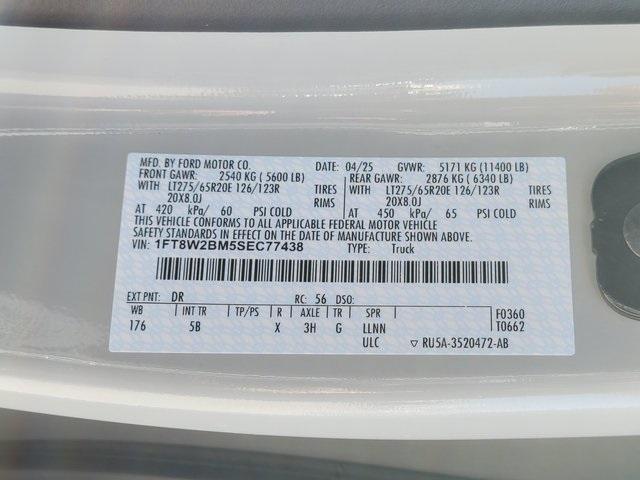 MFD. BY FORD MOTOR CO. DATE: 04/25 GVWR: 5171 KG (11400 LB)
FRONT GAWR: 2540 KG ( 5600 LB) REAR GAWR: 2876 KG ( 6340 LB)
WITH LT275/65R20E 126/123R TIRES WITH LT275/65R20E 126/123R TIRES
20X8.0J RIMS 20X8.0J RIMS
AT 420 kPa/ 60 PSI COLD AT 450 kPa/ 65 PSI COLD
THIS VEHICLE CONFORMS TO ALL APPLICABLE FEDERAL MOTOR VEHICLE
SAFETY STANDARDS IN EFFECT ON THE DATE OF MANUFACTURE SHOWN ABOVE.
VIN: 1FT8W2BM5SEC77438 TYPE: Truck
EXT PNT: DR RC: 56 DSO:
WB INT TR TP/PS R AXLE TR SPR F0360
176 5B X 3H G LLNN T0662
ULC ▽ RU5A-3520472-AB